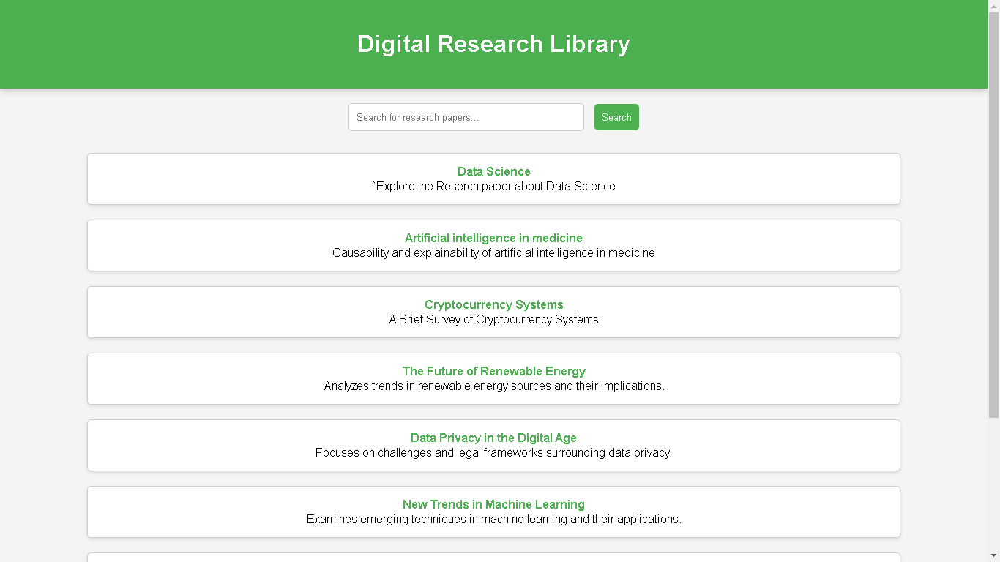 Digital Research Library
Search for research papers...
Search
Data Science
`Explore the Reserch paper about Data Science
Artificial intelligence in medicine
Causability and explainability of artificial intelligence in medicine
Cryptocurrency Systems
A Brief Survey of Cryptocurrency Systems
The Future of Renewable Energy
Analyzes trends in renewable energy sources and their implications.
Data Privacy in the Digital Age
Focuses on challenges and legal frameworks surrounding data privacy.
New Trends in Machine Learning
Examines emerging techniques in machine learning and their applications.